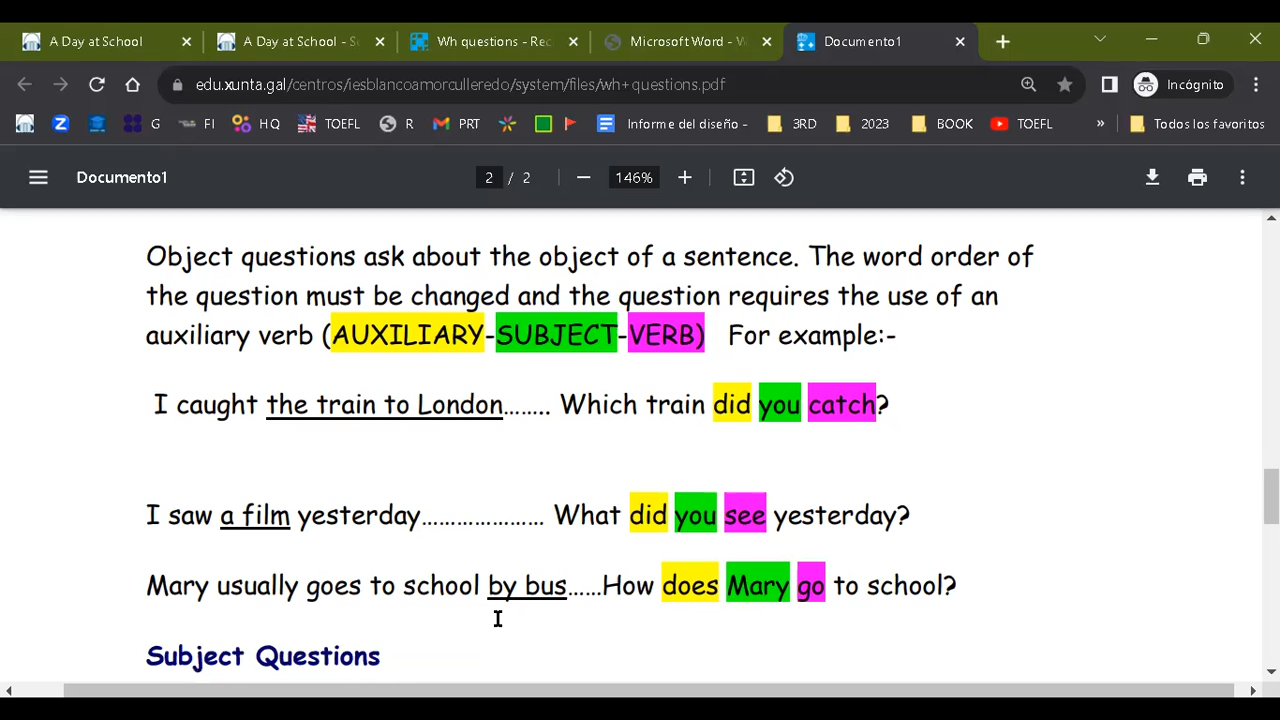 A Day at School
A Day at School - S
Wh questions - Rec
Microsoft Word - W
Documento1
edu.xunta.gal/centros/iesblancoamorculleredo/system/files/wh+questions.pdf
Incógnito
G FI HQ TOEFL R PRT Informe del diseño - 3RD 2023 BOOK TOEFL » Todos los favoritos
Documento1 2 / 2 146%
Object questions ask about the object of a sentence. The word order of
the question must be changed and the question requires the use of an
auxiliary verb (AUXILIARY-SUBJECT-VERB) For example:-
I caught the train to London…….. Which train did you catch?
I saw a film yesterday………………… What did you see yesterday?
Mary usually goes to school by bus……How does Mary go to school?
Subject Questions